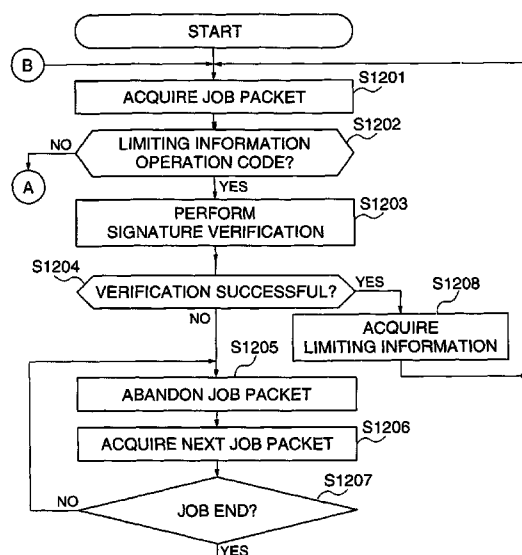 START
B
S1201
ACQUIRE JOB PACKET
S1202
NO
LIMITING INFORMATION
OPERATION CODE?
A
YES
S1203
PERFORM
SIGNATURE VERIFICATION
S1204
VERIFICATION SUCCESSFUL?
YES
S1208
NO
ACQUIRE
LIMITING INFORMATION
S1205
ABANDON JOB PACKET
S1206
ACQUIRE NEXT JOB PACKET
S1207
NO
JOB END?
YES